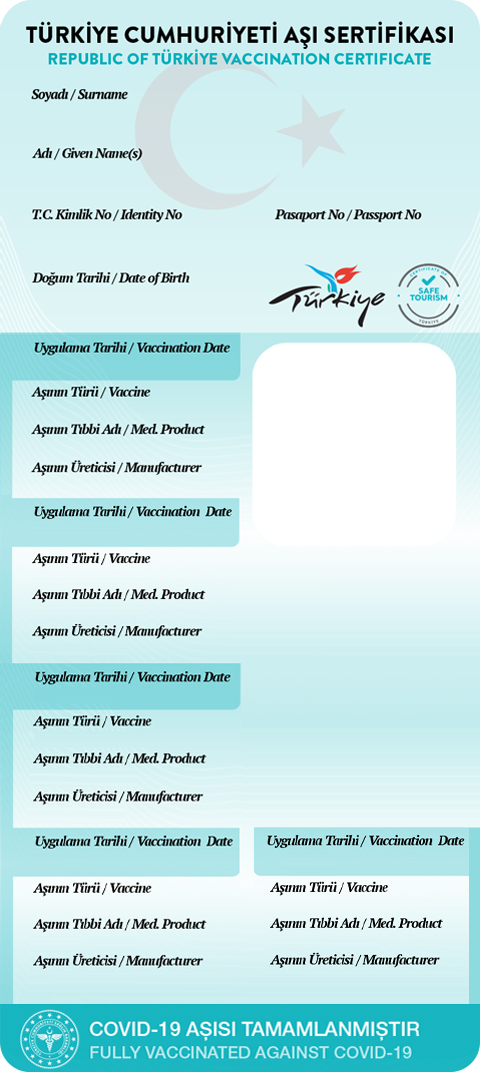 TÜRKİYE CUMHURİYETİ AŞI SERTİFİKASI
REPUBLIC OF TÜRKİYE VACCINATION CERTIFICATE
Soyadı / Surname
Adı / Given Name(s)
T.C. Kimlik No / Identity No
Pasaport No / Passport No
Doğum Tarihi / Date of Birth
Türkiye
CERTIFICATE OF
SAFE
TOURISM
TÜRKİYE
Uygulama Tarihi / Vaccination Date
Aşının Türü / Vaccine
Aşının Tıbbi Adı / Med. Product
Aşının Üreticisi / Manufacturer
Uygulama Tarihi / Vaccination Date
Aşının Türü / Vaccine
Aşının Tıbbi Adı / Med. Product
Aşının Üreticisi / Manufacturer
Uygulama Tarihi / Vaccination Date
Aşının Türü / Vaccine
Aşının Tıbbi Adı / Med. Product
Aşının Üreticisi / Manufacturer
Uygulama Tarihi / Vaccination Date
Aşının Türü / Vaccine
Aşının Tıbbi Adı / Med. Product
Aşının Üreticisi / Manufacturer
Uygulama Tarihi / Vaccination Date
Aşının Türü / Vaccine
Aşının Tıbbi Adı / Med. Product
Aşının Üreticisi / Manufacturer
COVID-19 AŞISI TAMAMLANMIŞTIR
FULLY VACCINATED AGAINST COVID-19